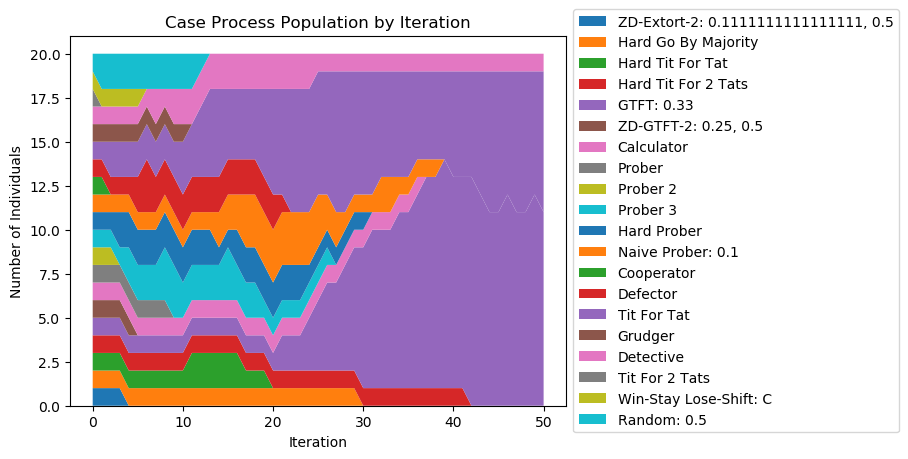 Case Process Population by Iteration
Number of Individuals
20.0
17.5
15.0
12.5
10.0
7.5
5.0
2.5
0.0
0 10 20 30 40 50
Iteration
ZD-Extort-2: 0.1111111111111111, 0.5
Hard Go By Majority
Hard Tit For Tat
Hard Tit For 2 Tats
GTFT: 0.33
ZD-GTFT-2: 0.25, 0.5
Calculator
Prober
Prober 2
Prober 3
Hard Prober
Naive Prober: 0.1
Cooperator
Defector
Tit For Tat
Grudger
Detective
Tit For 2 Tats
Win-Stay Lose-Shift: C
Random: 0.5